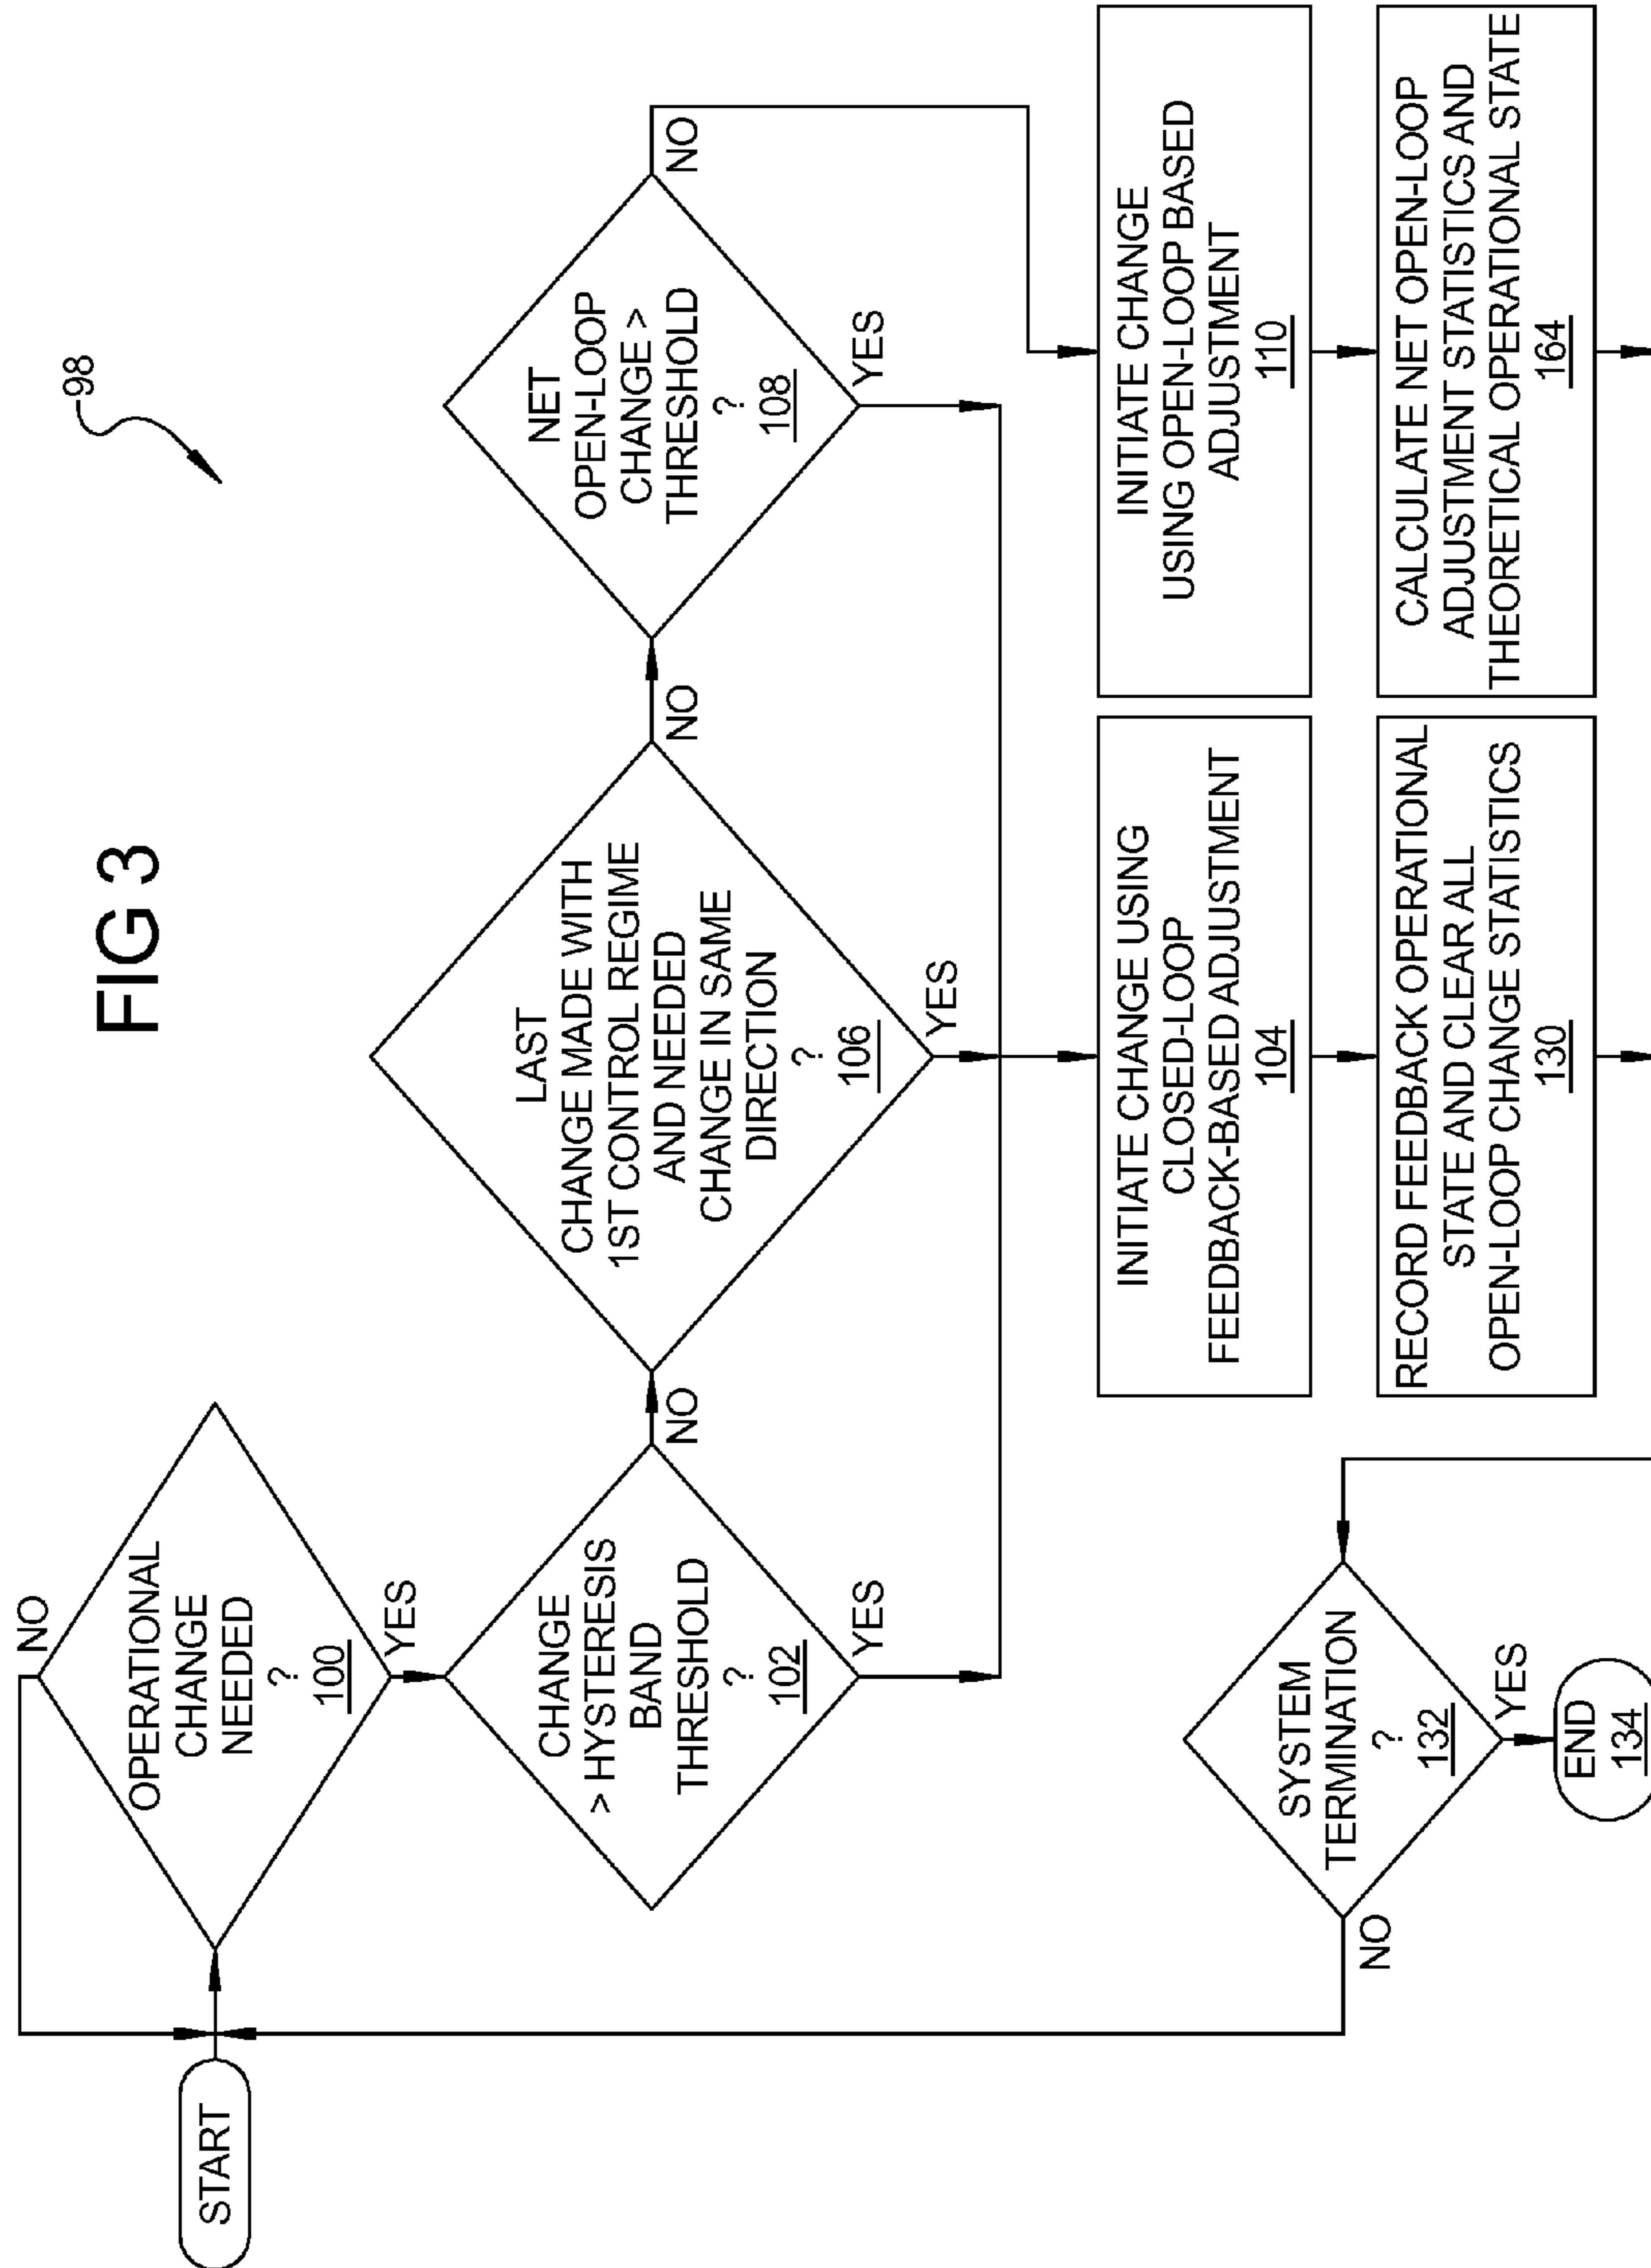 FIG 3
98
START
NO
OPERATIONAL
CHANGE
NEEDED
?
100
YES
CHANGE
> HYSTERESIS
BAND
THRESHOLD
?
102
YES
NO
LAST
CHANGE MADE WITH
1ST CONTROL REGIME
AND NEEDED
CHANGE IN SAME
DIRECTION
?
106
YES
NO
NET
OPEN-LOOP
CHANGE >
THRESHOLD
?
108
YES
NO
INITIATE CHANGE USING
CLOSED-LOOP
FEEDBACK-BASED ADJUSTMENT
104
INITIATE CHANGE
USING OPEN-LOOP BASED
ADJUSTMENT
110
RECORD FEEDBACK OPERATIONAL
STATE AND CLEAR ALL
OPEN-LOOP CHANGE STATISTICS
130
CALCULATE NET OPEN-LOOP
ADJUSTMENT STATISTICS AND
THEORETICAL OPERATIONAL STATE
164
SYSTEM
TERMINATION
?
132
NO
YES
END
134